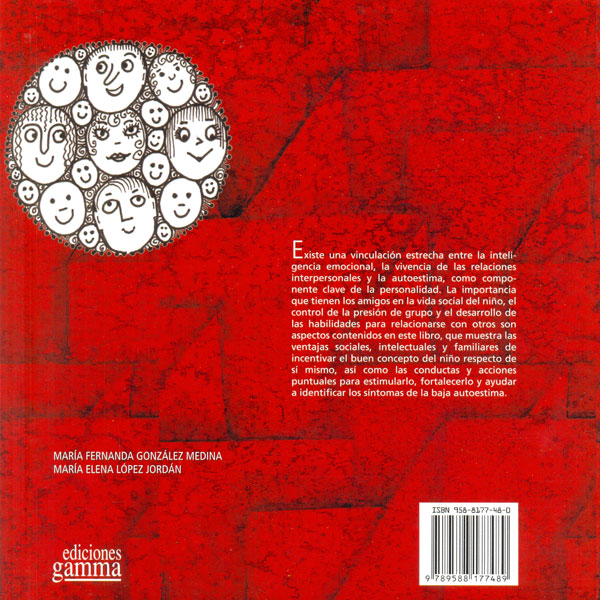 Existe una vinculación estrecha entre la inteli-
gencia emocional, la vivencia de las relaciones
interpersonales y la autoestima, como compo-
nente clave de la personalidad. La importancia
que tienen los amigos en la vida social del niño, el
control de la presión de grupo y el desarrollo de
las habilidades para relacionarse con otros son
aspectos contenidos en este libro, que muestra las
ventajas sociales, intelectuales y familiares de
incentivar el buen concepto del niño respecto de
sí mismo, así como las conductas y acciones
puntuales para estimularlo, fortalecerlo y ayudar
a identificar los síntomas de la baja autoestima.
MARÍA FERNANDA GONZÁLEZ MEDINA
MARÍA ELENA LÓPEZ JORDÁN
ediciones
gamma
ISBN 958-8177-48-0
9 789588 177489